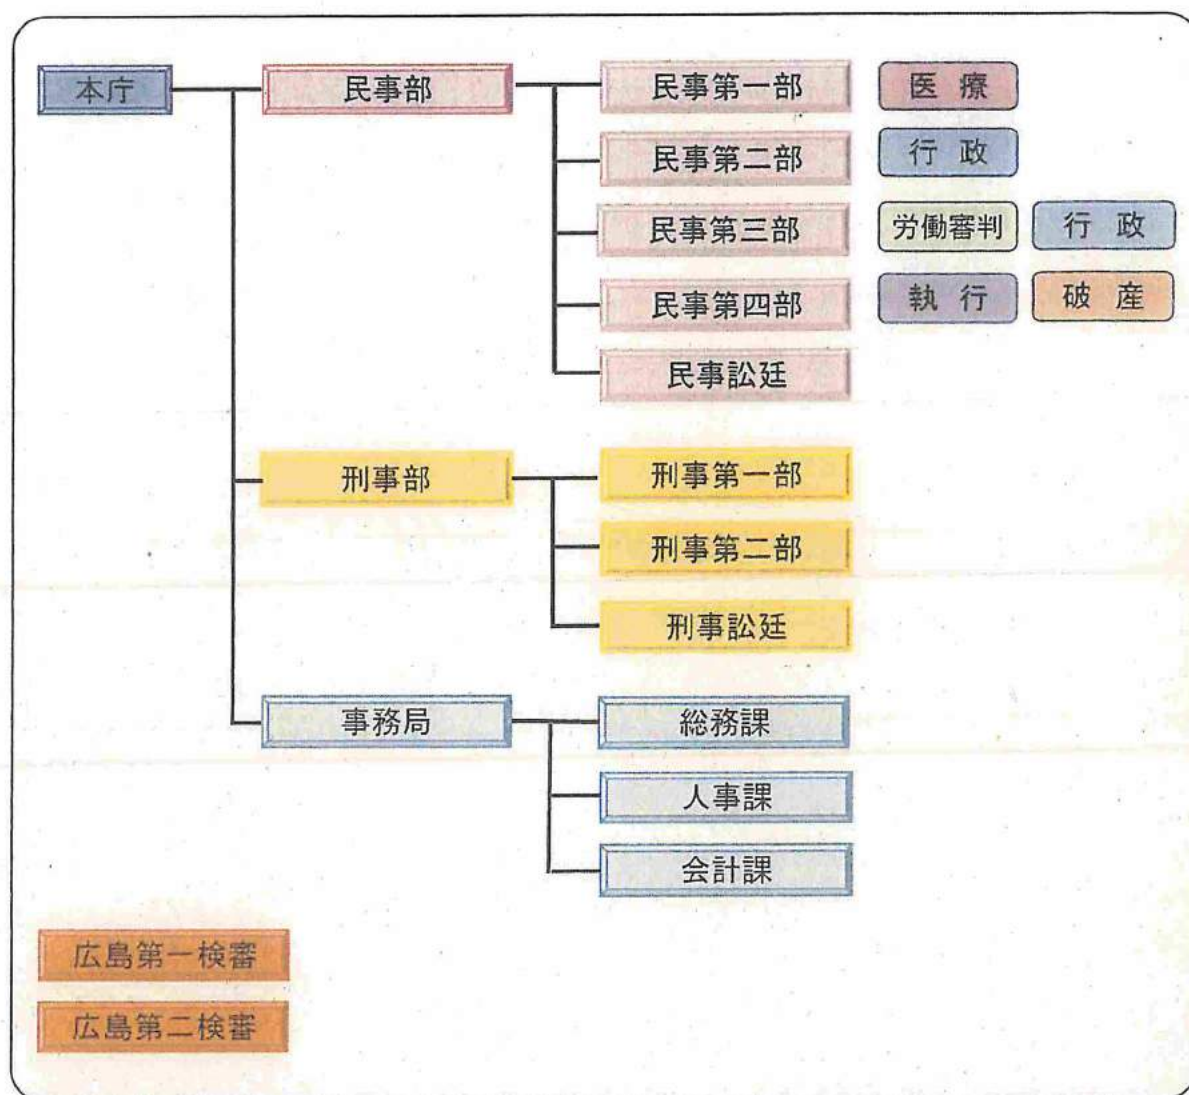 本庁 民事部 民事第一部 医療
民事第二部 行政
民事第三部 労働審判 行政
民事第四部 執行 破産
民事訟廷
刑事部 刑事第一部
刑事第二部
刑事訟廷
事務局 総務課
人事課
会計課
広島第一検審
広島第二検審